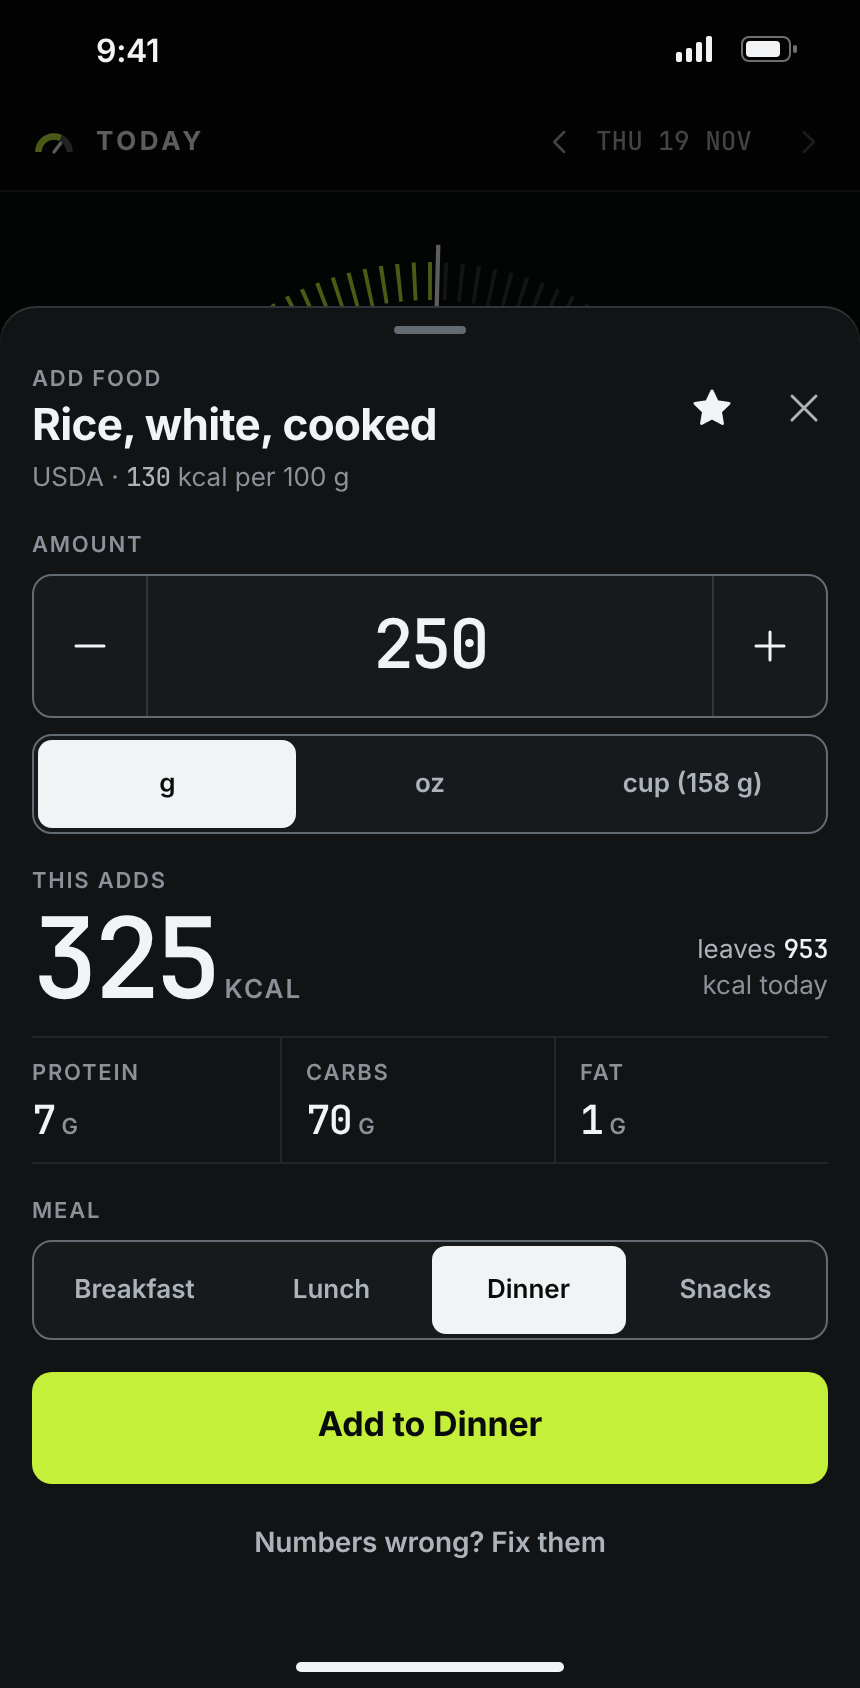 9:41
TODAY
THU 19 NOV
ADD FOOD
Rice, white, cooked
USDA · 130 kcal per 100 g
AMOUNT
250
g oz cup (158 g)
THIS ADDS
325 KCAL
leaves 953
kcal today
PROTEIN CARBS FAT
7 G 70 G 1 G
MEAL
Breakfast Lunch Dinner Snacks
Add to Dinner
Numbers wrong? Fix them